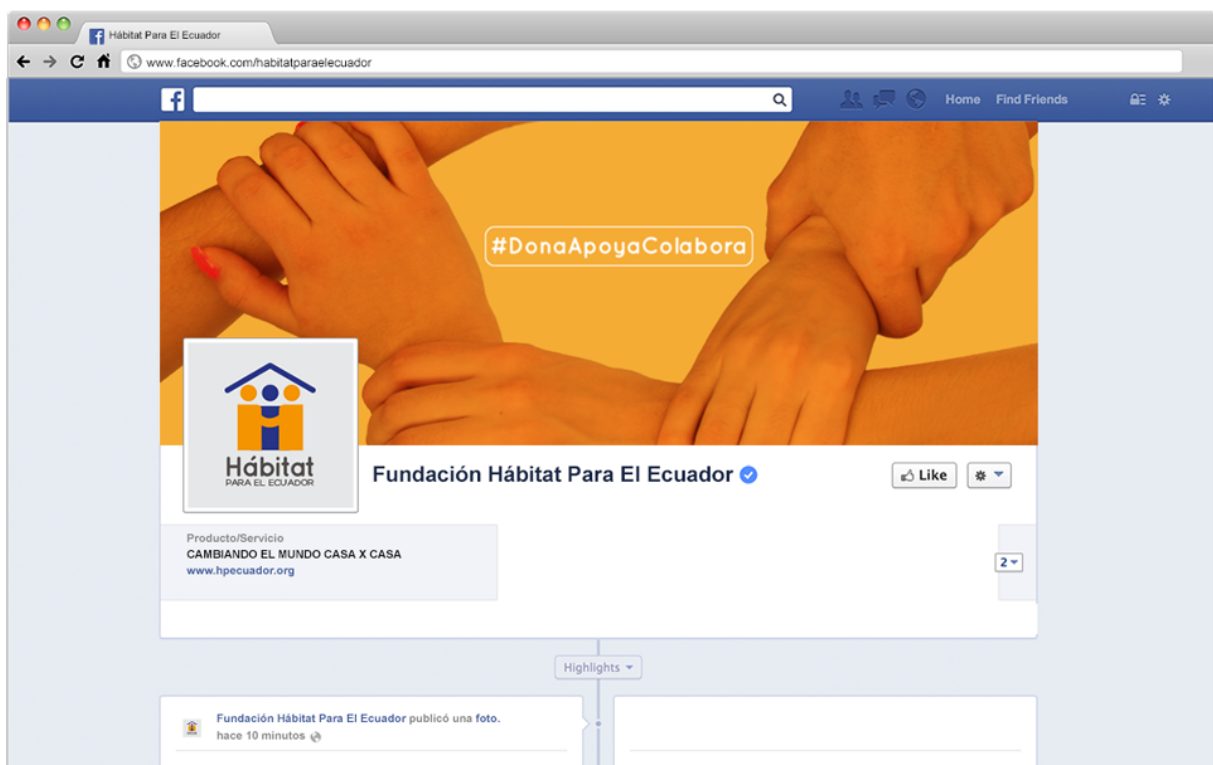 Hábitat Para El Ecuador
www.facebook.com/habitatparaelecuador
f
Home Find Friends
#DonaApoyaColabora
Hábitat
PARA EL ECUADOR
Fundación Hábitat Para El Ecuador
Like
Producto/Servicio
CAMBIANDO EL MUNDO CASA X CASA
www.hpecuador.org
2
Highlights
Fundación Hábitat Para El Ecuador publicó una foto.
hace 10 minutos